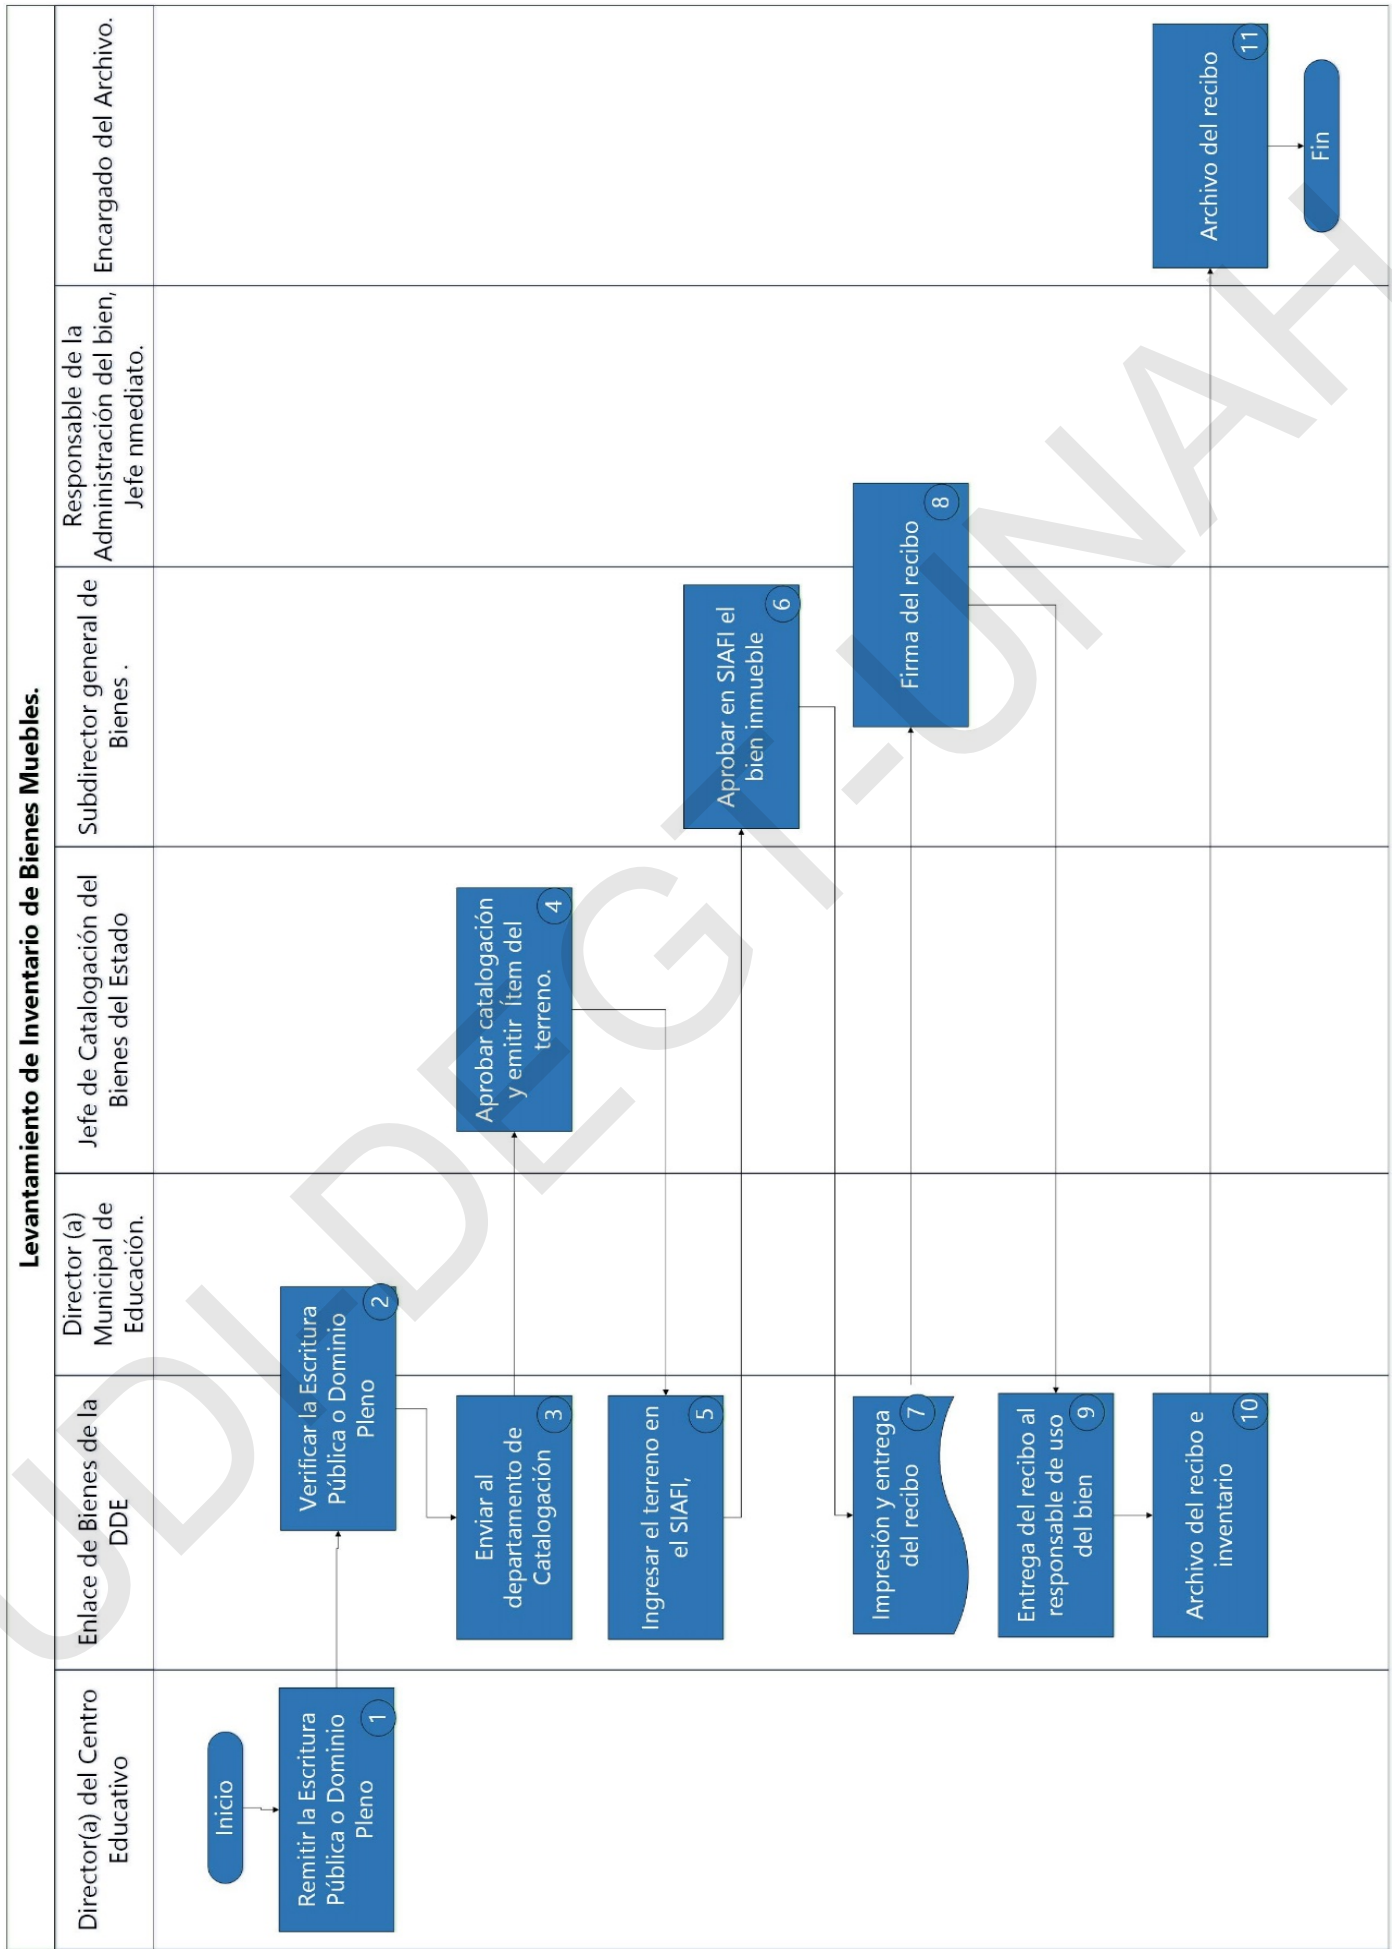 Levantamiento de Inventario de Bienes Muebles.
Director(a) del Centro
Educativo
Enlace de Bienes de la
DDE
Director (a)
Municipal de
Educación.
Jefe de Catalogación del
Bienes del Estado
Subdirector general de
Bienes .
Responsable de la
Administración del bien,
Jefe nmediato.
Encargado del Archivo.
Inicio
Remitir la Escritura
Pública o Dominio
Pleno
1
Verificar la Escritura
Pública o Dominio
Pleno
2
Enviar al
departamento de
Catalogación
3
Aprobar catalogación
y emitir ítem del
terreno.
4
Ingresar el terreno en
el SIAFI,
5
Aprobar en SIAFI el
bien inmueble
6
Impresión y entrega
del recibo
7
Firma del recibo
8
Entrega del recibo al
responsable de uso
del bien
9
Archivo del recibo e
inventario
10
Archivo del recibo
11
Fin
UDI-DEGT-UNAH